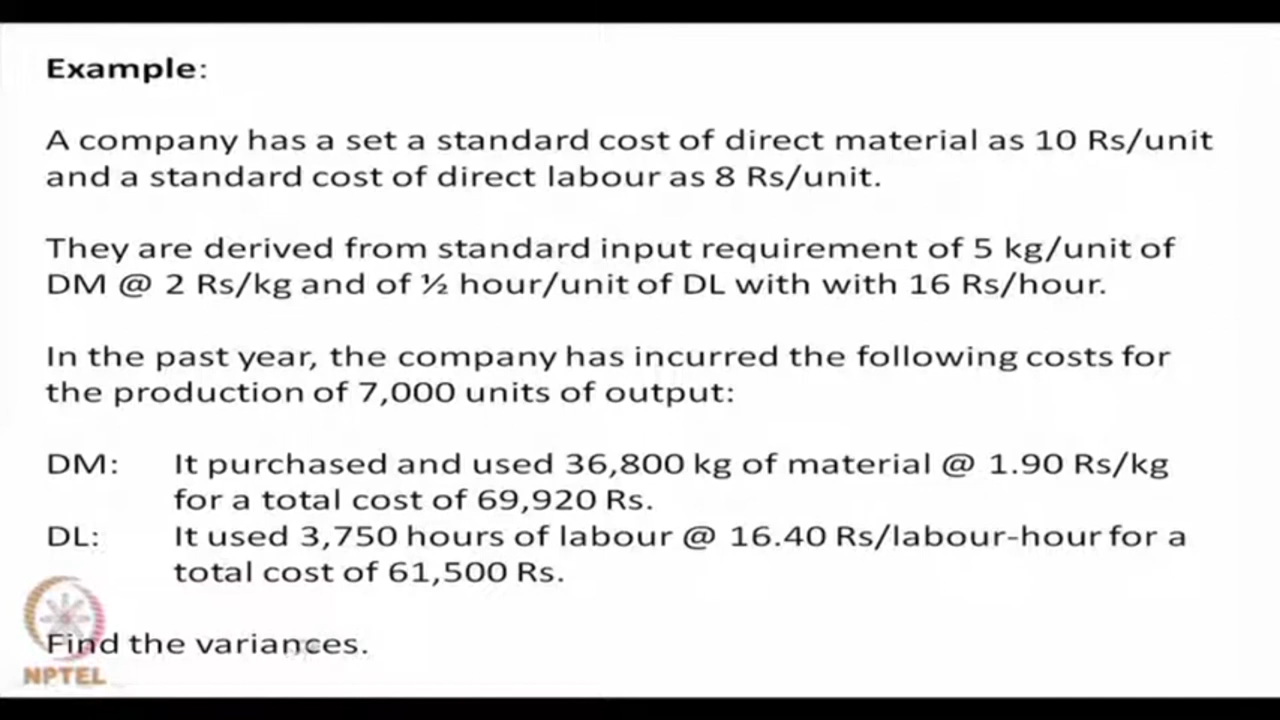 Example:
A company has a set a standard cost of direct material as 10 Rs/unit
and a standard cost of direct labour as 8 Rs/unit.
They are derived from standard input requirement of 5 kg/unit of
DM @ 2 Rs/kg and of ½ hour/unit of DL with with 16 Rs/hour.
In the past year, the company has incurred the following costs for
the production of 7,000 units of output:
DM: It purchased and used 36,800 kg of material @ 1.90 Rs/kg
for a total cost of 69,920 Rs.
DL: It used 3,750 hours of labour @ 16.40 Rs/labour-hour for a
total cost of 61,500 Rs.
Find the variances.
NPTEL